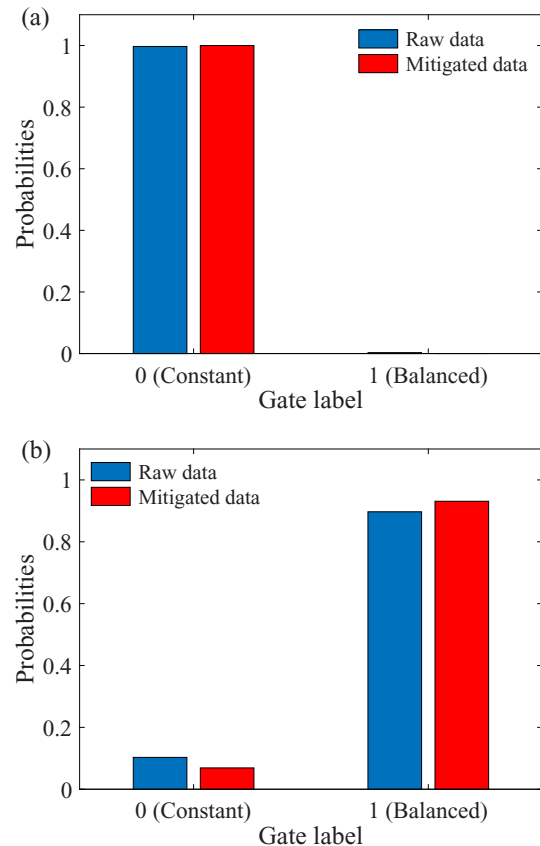 (a)
1
0.8
0.6
0.4
0.2
0
Probabilities
Raw data
Mitigated data
0 (Constant)
1 (Balanced)
Gate label
(b)
1
0.8
0.6
0.4
0.2
0
Probabilities
Raw data
Mitigated data
0 (Constant)
1 (Balanced)
Gate label